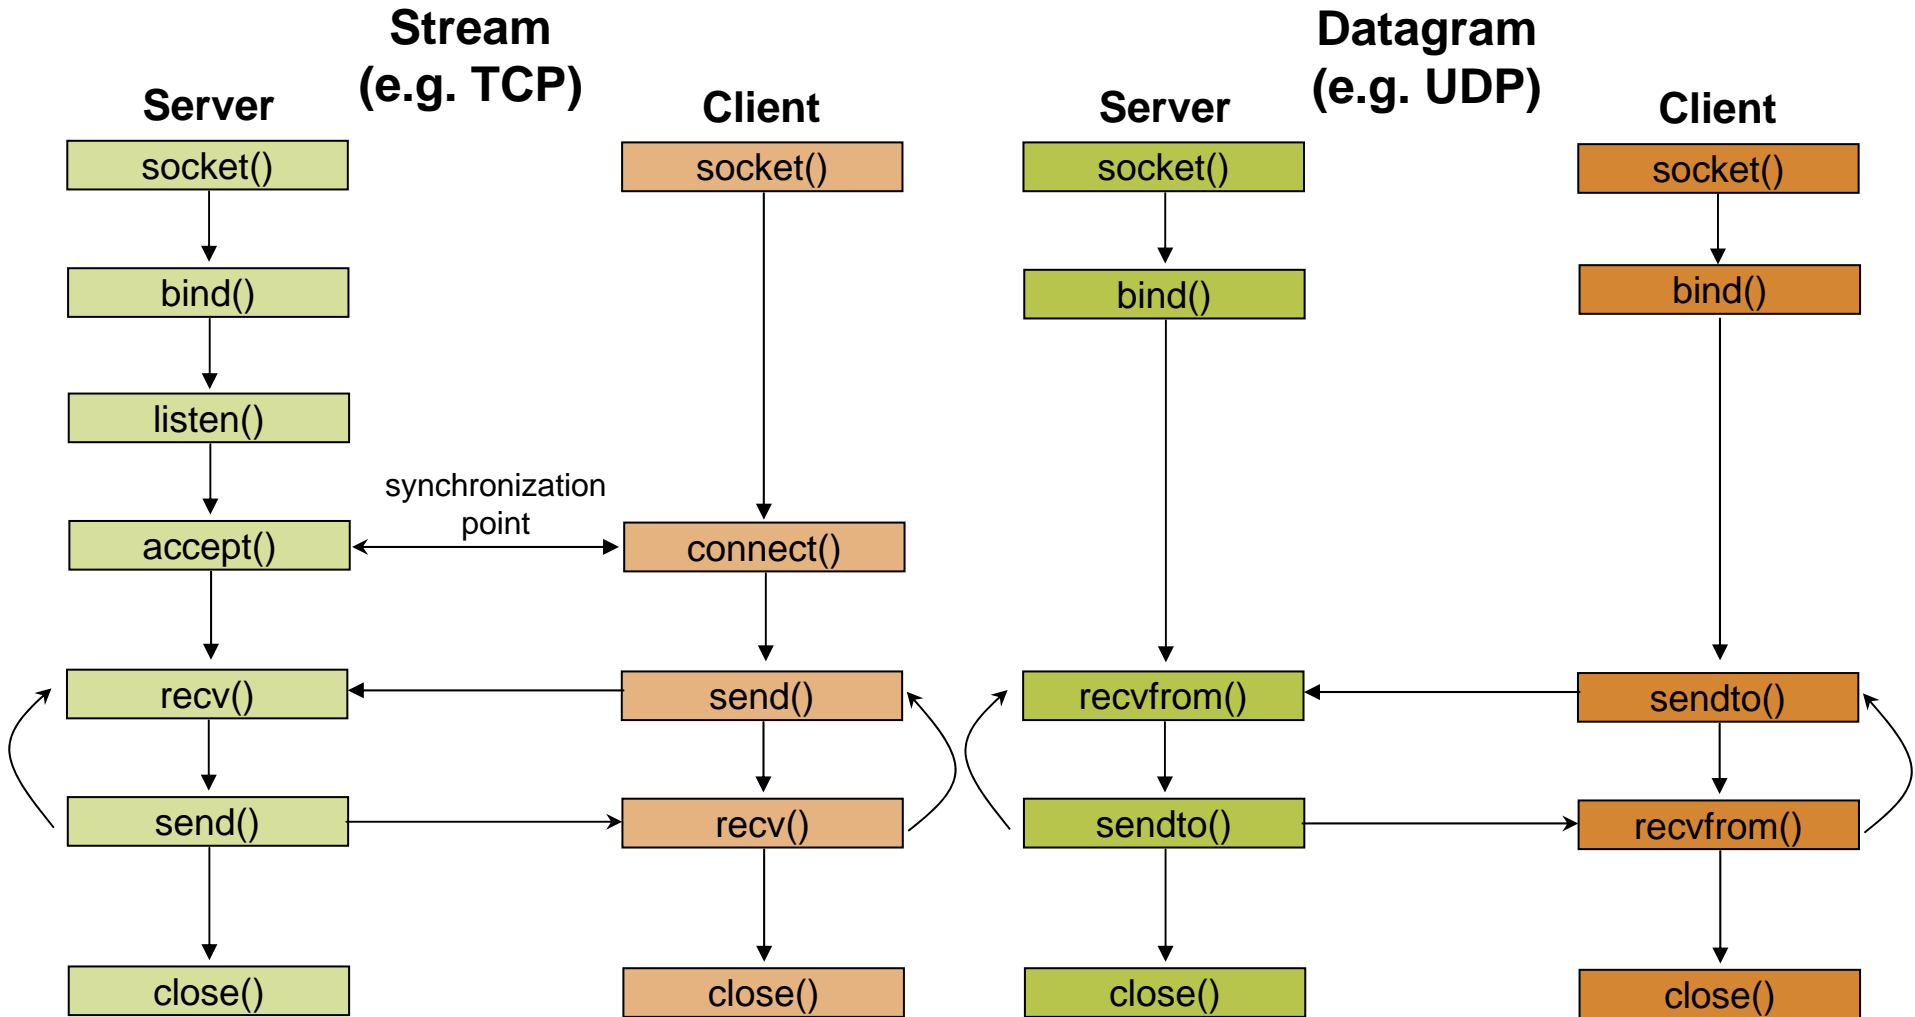 Stream
(e.g. TCP)
Server
Client
socket()
bind()
listen()
accept()
recv()
send()
close()
synchronization
point
socket()
connect()
send()
recv()
close()
Datagram
(e.g. UDP)
Server
Client
socket()
bind()
recvfrom()
sendto()
close()
socket()
bind()
sendto()
recvfrom()
close()